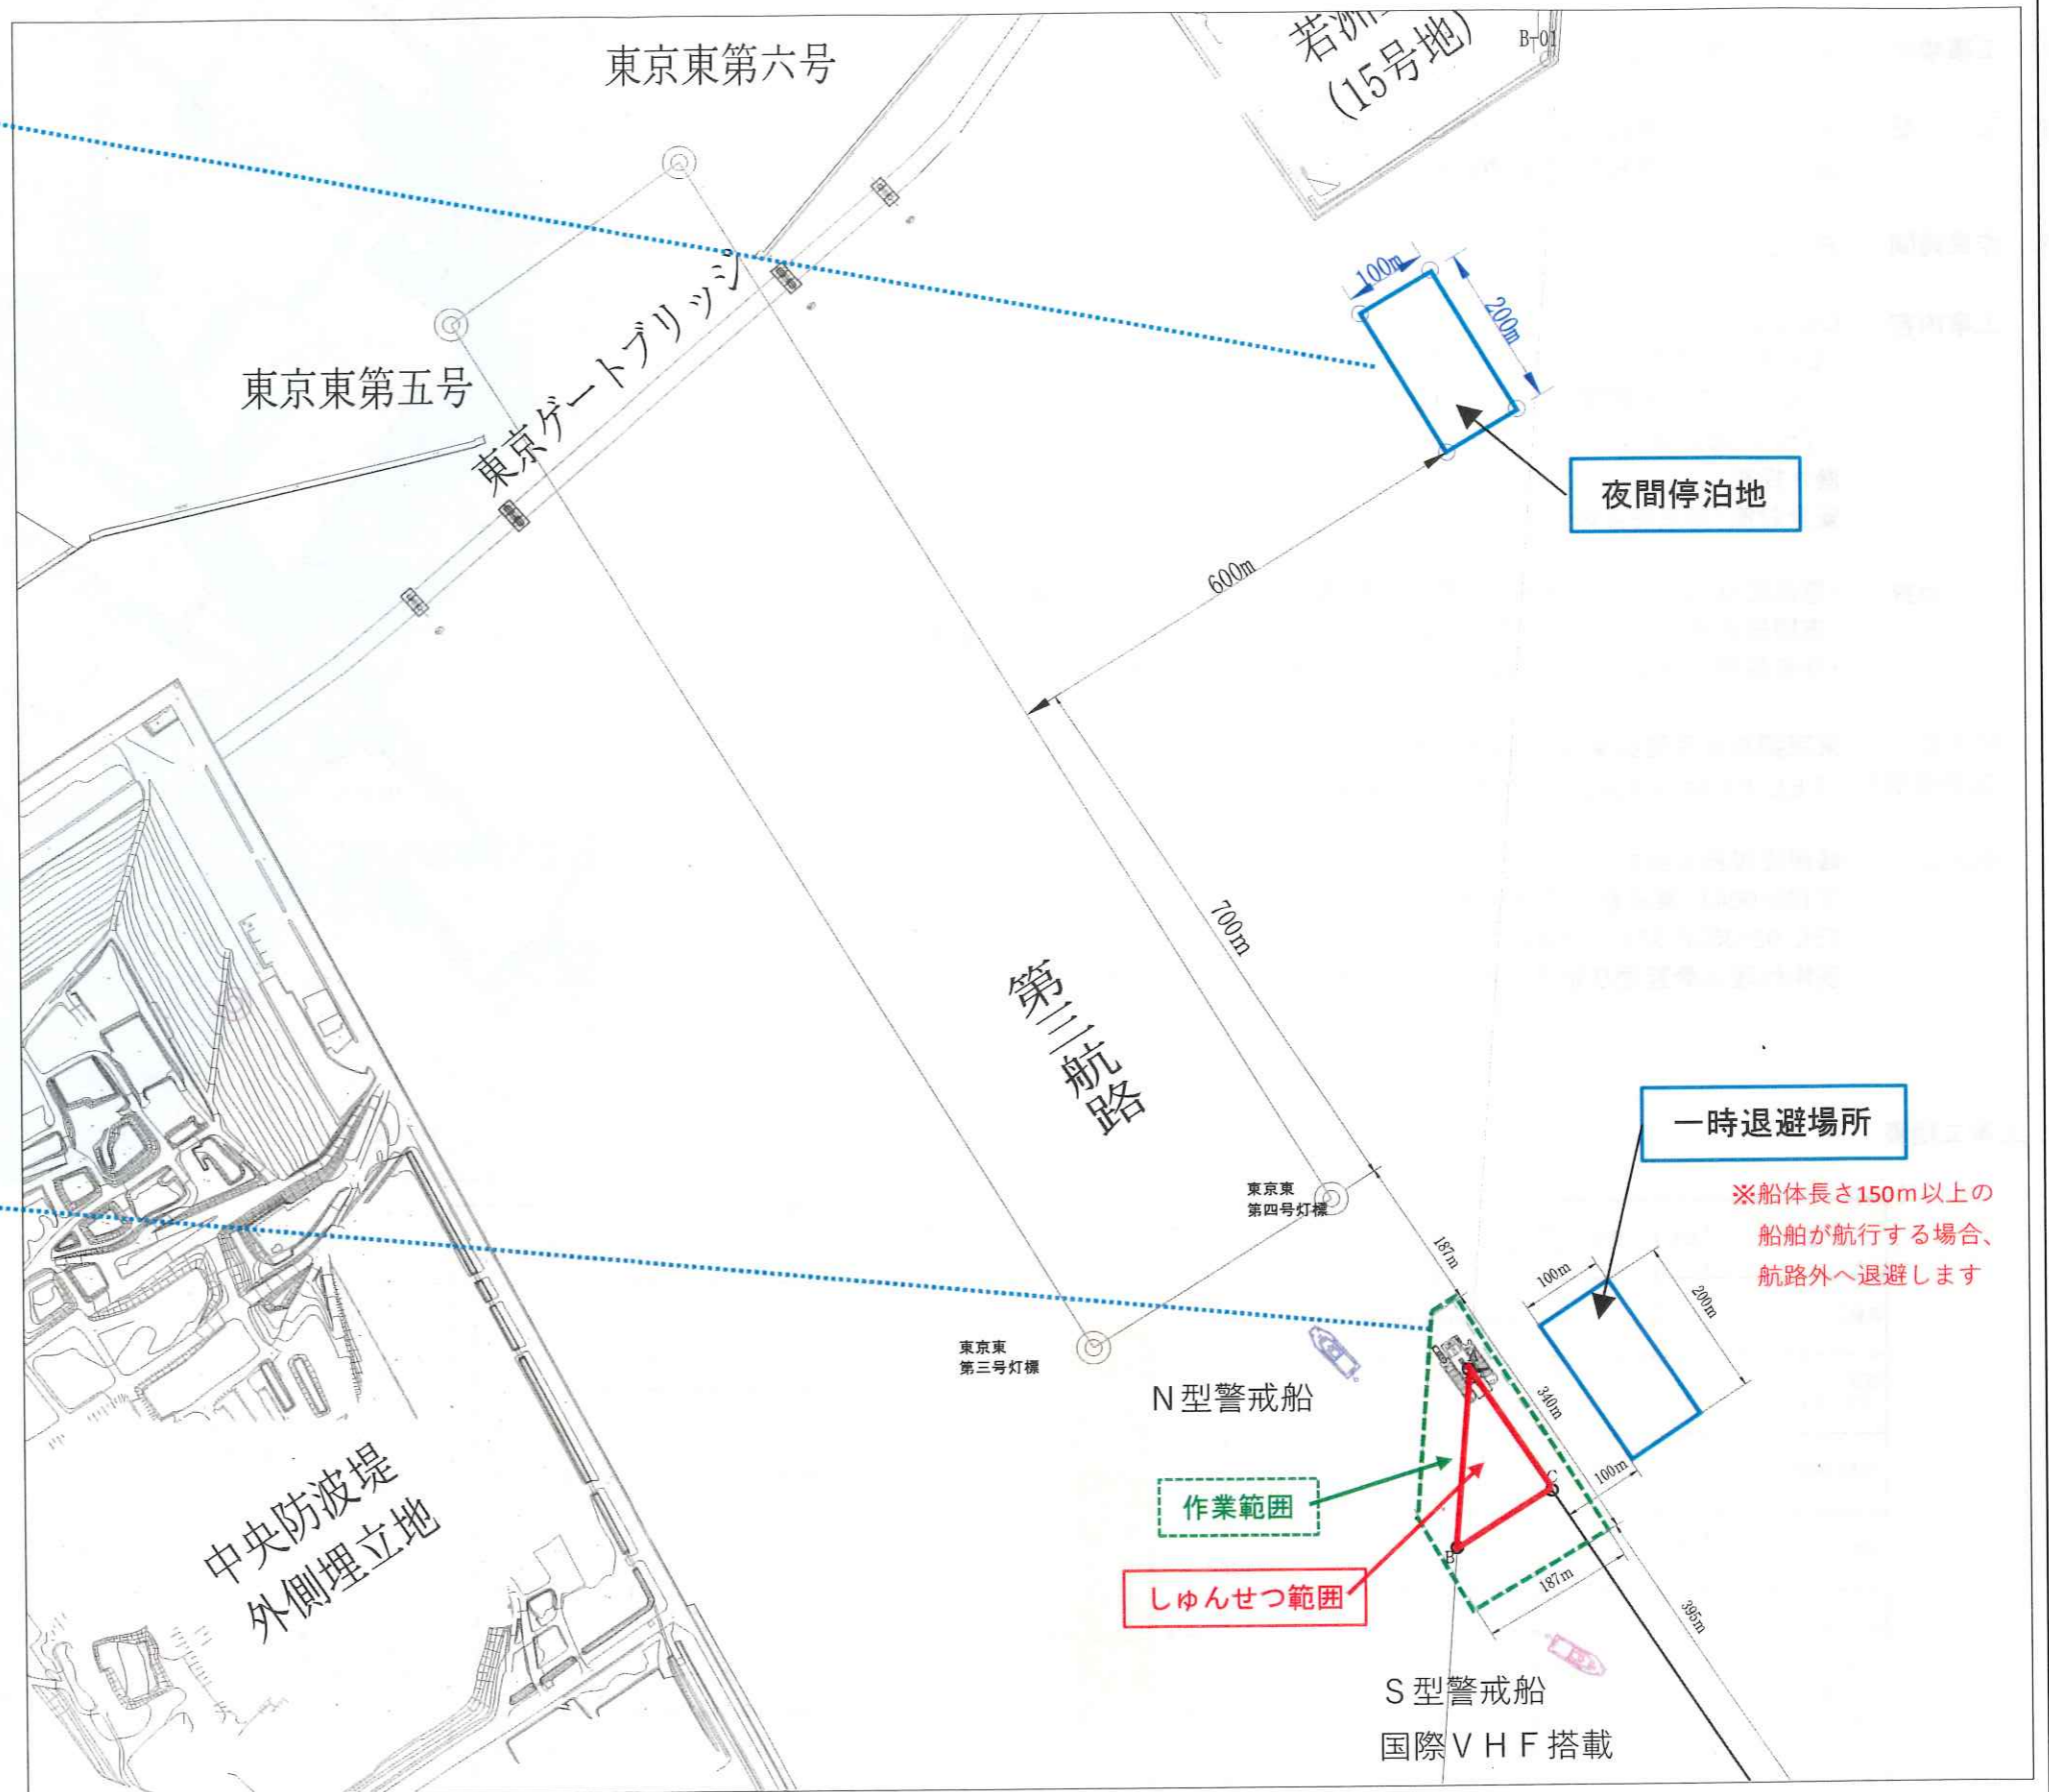 東京東第六号
若洲
(15号地)
B-01
東京東第五号
東京ゲートブリッジ
100m
200m
夜間停泊地
600m
700m
第三航路
一時退避場所
※船体長さ150m以上の
船舶が航行する場合、
航路外へ退避します
東京東
第四号灯標
187m
100m
200m
東京東
第三号灯標
N型警戒船
340m
C
100m
作業範囲
B
しゅんせつ範囲
187m
395m
中央防波堤
外側埋立地
S型警戒船
国際VHF搭載